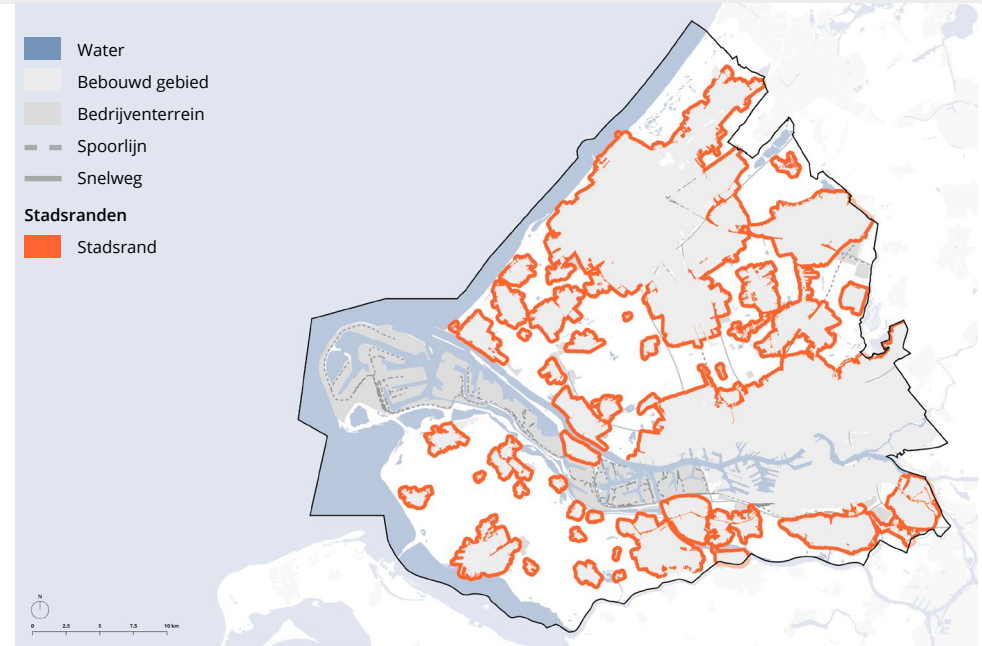 Water
Bebouwd gebied
Bedrijventerrein
Spoorlijn
Snelweg
Stadsranden
Stadsrand
N
0 2.5 5 7.5 10 km